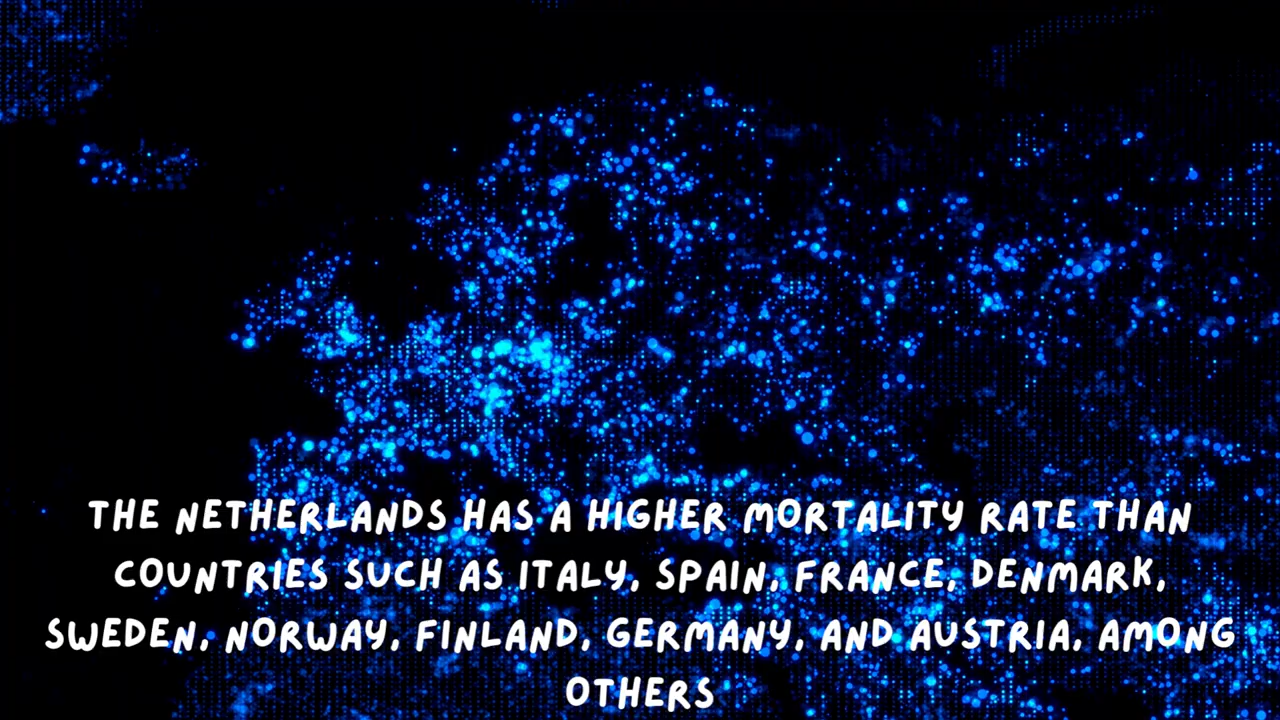 THE NETHERLANDS HAS A HIGHER MORTALITY RATE THAN
COUNTRIES SUCH AS ITALY, SPAIN, FRANCE, DENMARK,
SWEDEN, NORWAY, FINLAND, GERMANY, AND AUSTRIA, AMONG
OTHERS